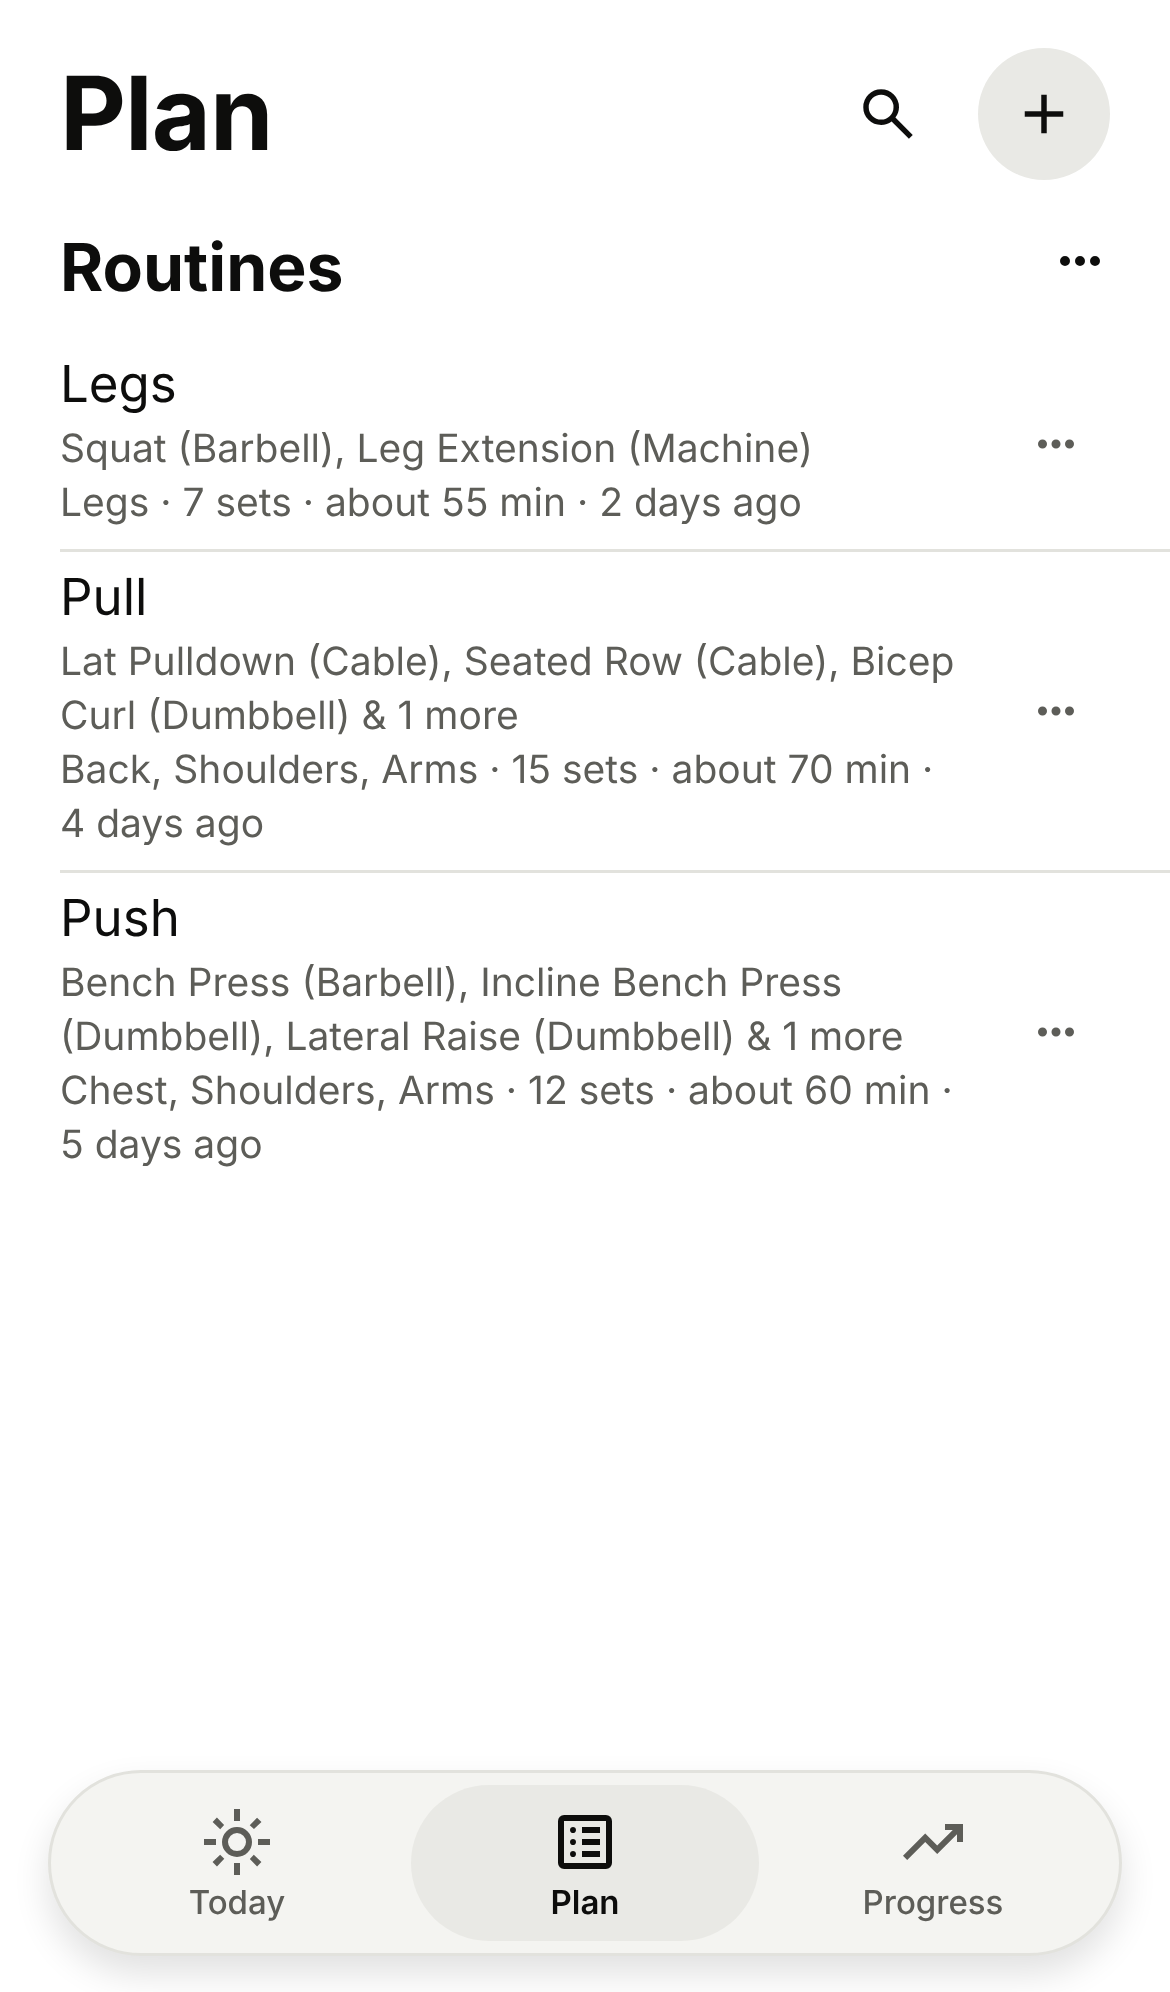 Plan
Routines
Legs
Squat (Barbell), Leg Extension (Machine)
Legs · 7 sets · about 55 min · 2 days ago
Pull
Lat Pulldown (Cable), Seated Row (Cable), Bicep
Curl (Dumbbell) & 1 more
Back, Shoulders, Arms · 15 sets · about 70 min ·
4 days ago
Push
Bench Press (Barbell), Incline Bench Press
(Dumbbell), Lateral Raise (Dumbbell) & 1 more
Chest, Shoulders, Arms · 12 sets · about 60 min ·
5 days ago
Today
Plan
Progress